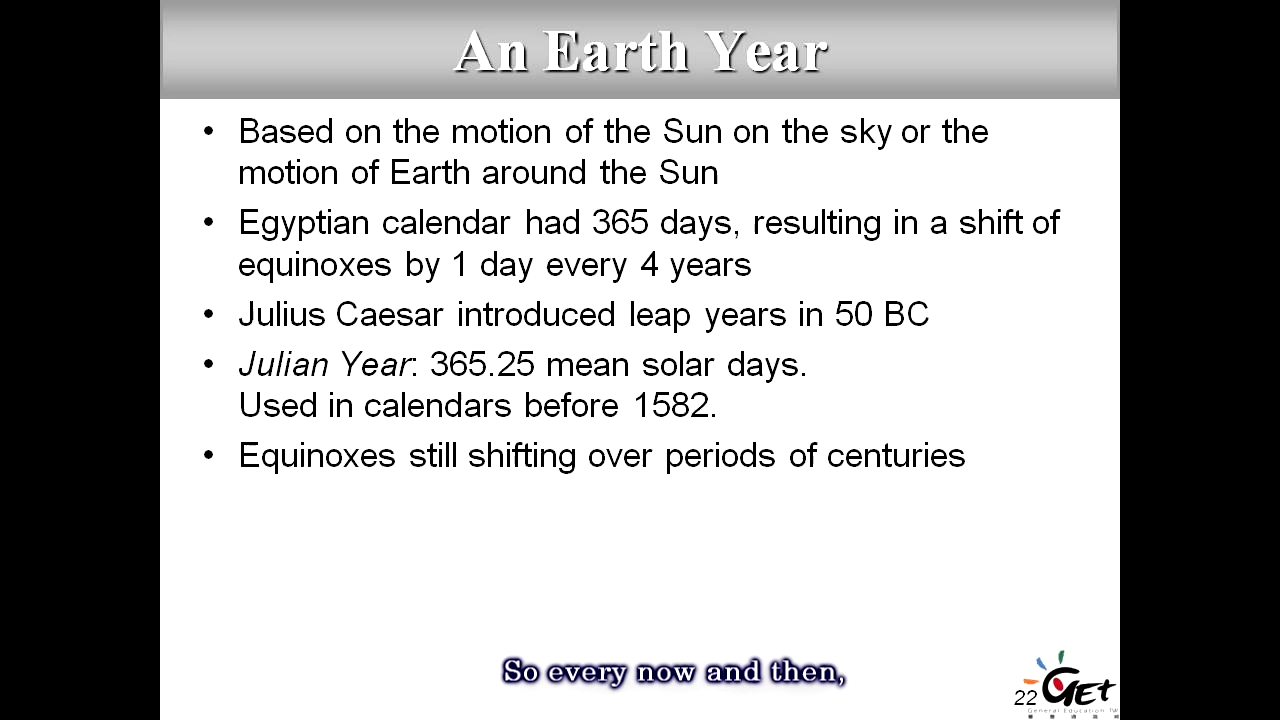 An Earth Year
• Based on the motion of the Sun on the sky or the
motion of Earth around the Sun
• Egyptian calendar had 365 days, resulting in a shift of
equinoxes by 1 day every 4 years
• Julius Caesar introduced leap years in 50 BC
• Julian Year: 365.25 mean solar days.
Used in calendars before 1582.
• Equinoxes still shifting over periods of centuries
So every now and then,
22
GET
General Education TW